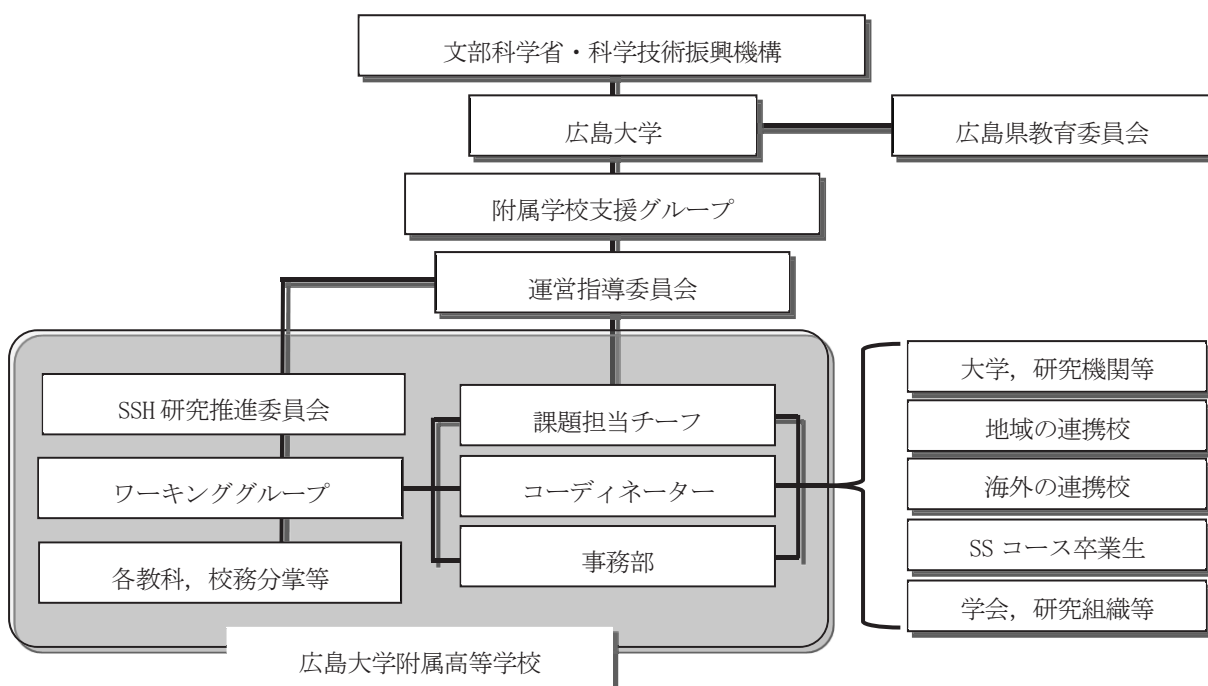 文部科学省・科学技術振興機構
広島大学
広島県教育委員会
附属学校支援グループ
運営指導委員会
SSH 研究推進委員会
ワーキンググループ
各教科，校務分掌等
課題担当チーフ
コーディネーター
事務部
大学，研究機関等
地域の連携校
海外の連携校
SS コース卒業生
学会，研究組織等
広島大学附属高等学校